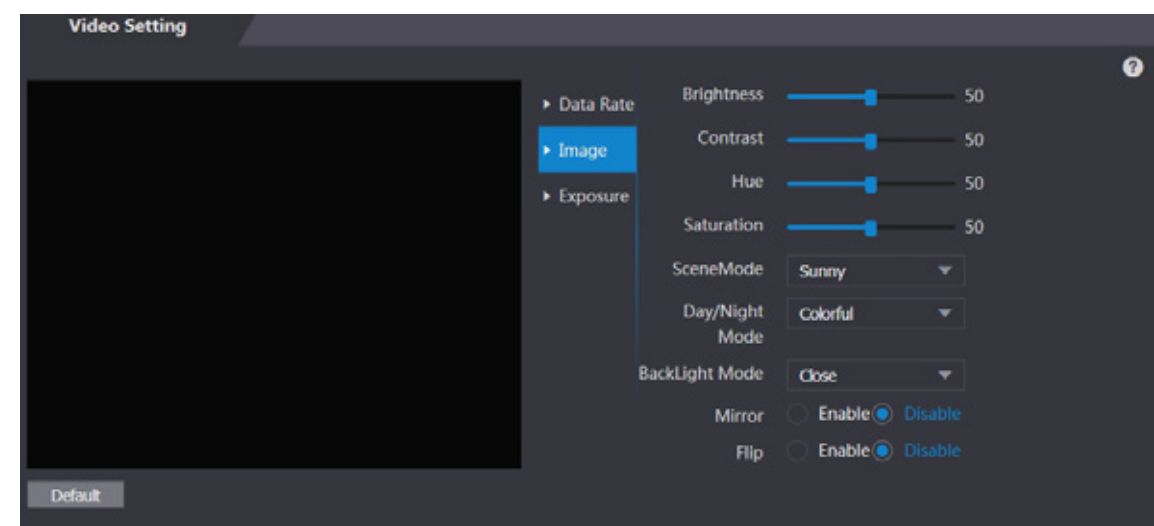 Video Setting
?
Data Rate
Image
Exposure
Brightness 50
Contrast 50
Hue 50
Saturation 50
SceneMode Sunny
Day/Night Colorful
Mode
BackLight Mode Close
Mirror Enable Disable
Flip Enable Disable
Default